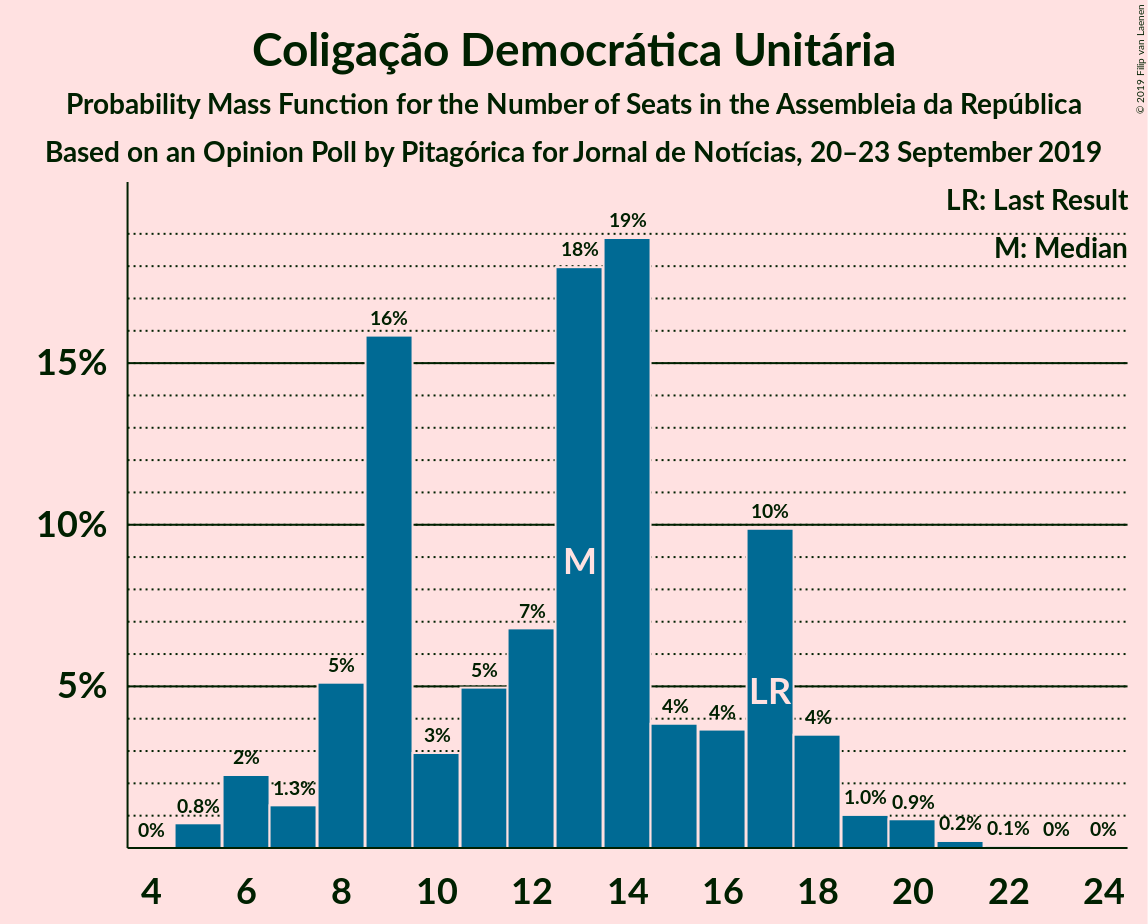 Coligação Democrática Unitária
Probability Mass Function for the Number of Seats in the Assembleia da República
Based on an Opinion Poll by Pitagórica for Jornal de Notícias, 20–23 September 2019
© 2019 Filip van Laenen
LR: Last Result
M: Median
15%
10%
5%
0%
0.8%
2%
1.3%
5%
16%
3%
5%
7%
18%
19%
4%
4%
10%
4%
1.0%
0.9%
0.2%
0.1%
0%
0%
M
LR
4 6 8 10 12 14 16 18 20 22 24